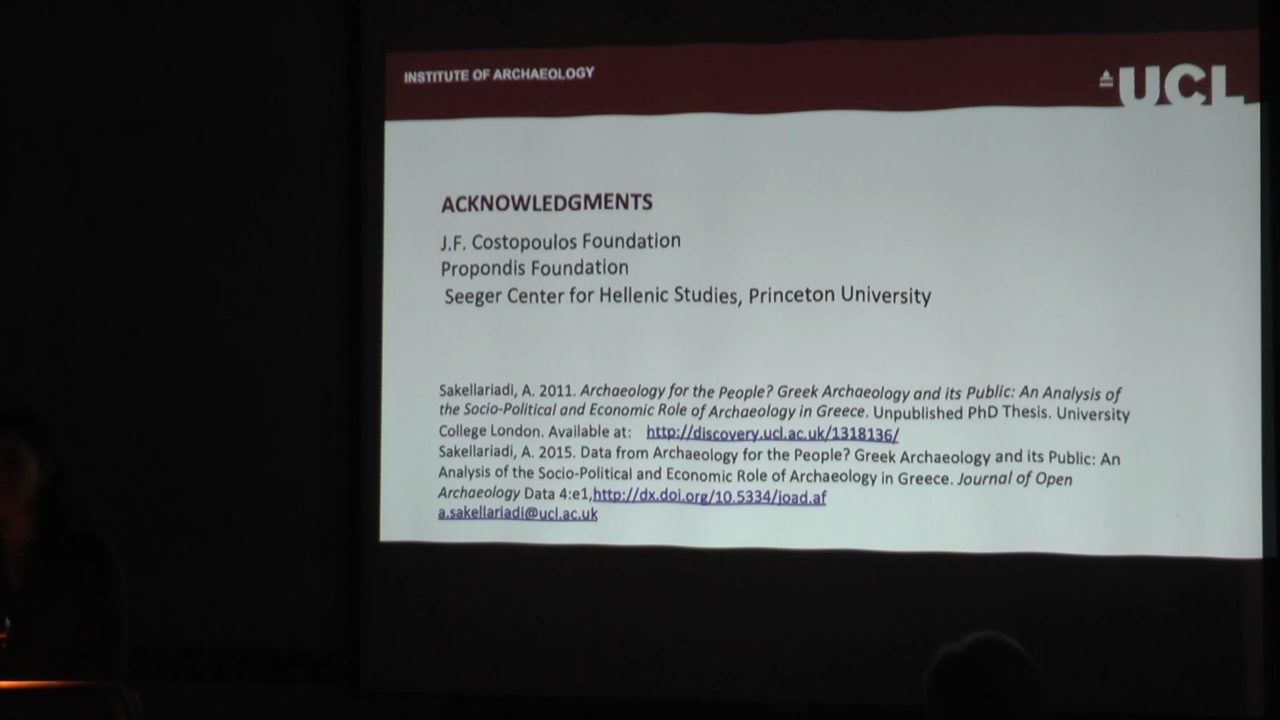 INSTITUTE OF ARCHAEOLOGY
UCL
ACKNOWLEDGMENTS
J.F. Costopoulos Foundation
Propondis Foundation
Seeger Center for Hellenic Studies, Princeton University
Sakellariadi, A. 2011. Archaeology for the People? Greek Archaeology and its Public: An Analysis of
the Socio-Political and Economic Role of Archaeology in Greece. Unpublished PhD Thesis. University
College London. Available at: http://discovery.ucl.ac.uk/1318136/
Sakellariadi, A. 2015. Data from Archaeology for the People? Greek Archaeology and its Public: An
Analysis of the Socio-Political and Economic Role of Archaeology in Greece. Journal of Open
Archaeology Data 4:e1,http://dx.doi.org/10.5334/joad.af
a.sakellariadi@ucl.ac.uk